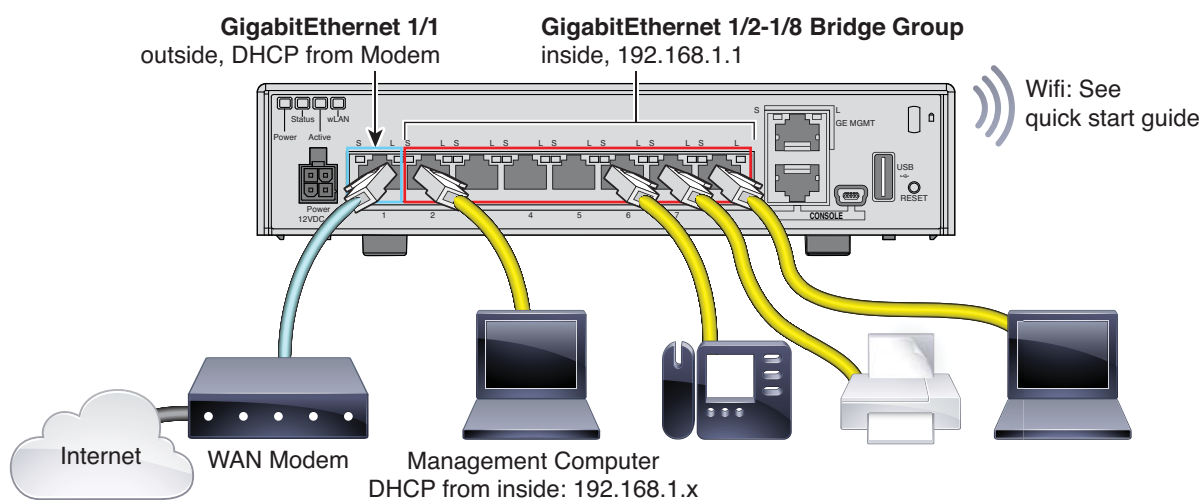 GigabitEthernet 1/1
outside, DHCP from Modem
GigabitEthernet 1/2-1/8 Bridge Group
inside, 192.168.1.1
Wifi: See
quick start guide
Status wLAN
Power Active
S L S L S L S L S L S L S L S L
S L
GE MGMT
USB
RESET
Power
12VDC
1 2 4 5 6 7
CONSOLE
Internet
WAN Modem
Management Computer
DHCP from inside: 192.168.1.x